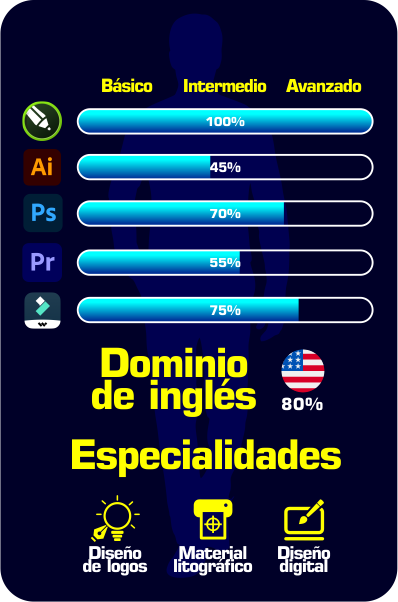 Básico Intermedio Avanzado
100%
Ai 45%
Ps 70%
Pr 55%
75%
Dominio
de inglés
80%
Especialidades
Diseño
de logos
Material
litográfico
Diseño
digital